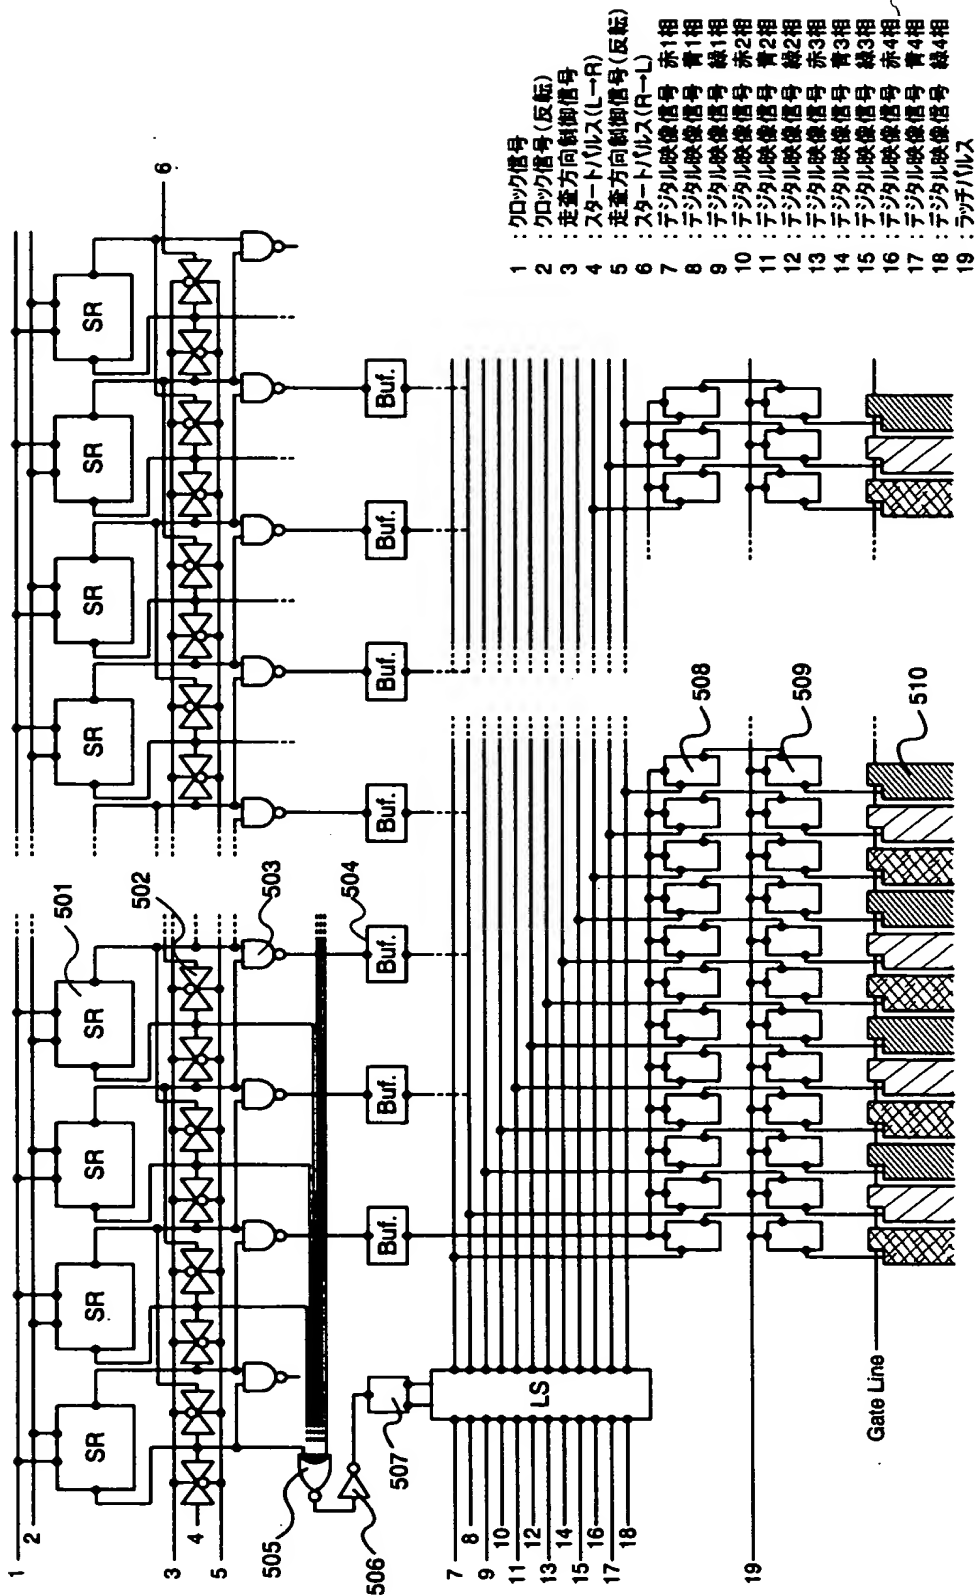 1
2
3
4
5
6
SR
SR
SR
SR
SR
SR
SR
SR
501
502
503
504
505
506
507
Buf.
Buf.
Buf.
Buf.
Buf.
Buf.
Buf.
7
8
9
10
11
12
13
14
15
16
17
18
LS
508
509
510
19
Gate Line
1 : クロック信号
2 : クロック信号(反転)
3 : 走査方向制御信号
4 : スタートパルス(L→R)
5 : 走査方向制御信号(反転)
6 : スタートパルス(R→L)
7 : デジタル映像信号 赤1相
8 : デジタル映像信号 青1相
9 : デジタル映像信号 緑1相
10 : デジタル映像信号 赤2相
11 : デジタル映像信号 青2相
12 : デジタル映像信号 緑2相
13 : デジタル映像信号 赤3相
14 : デジタル映像信号 青3相
15 : デジタル映像信号 緑3相
16 : デジタル映像信号 赤4相
17 : デジタル映像信号 青4相
18 : デジタル映像信号 緑4相
19 : ラッチパルス